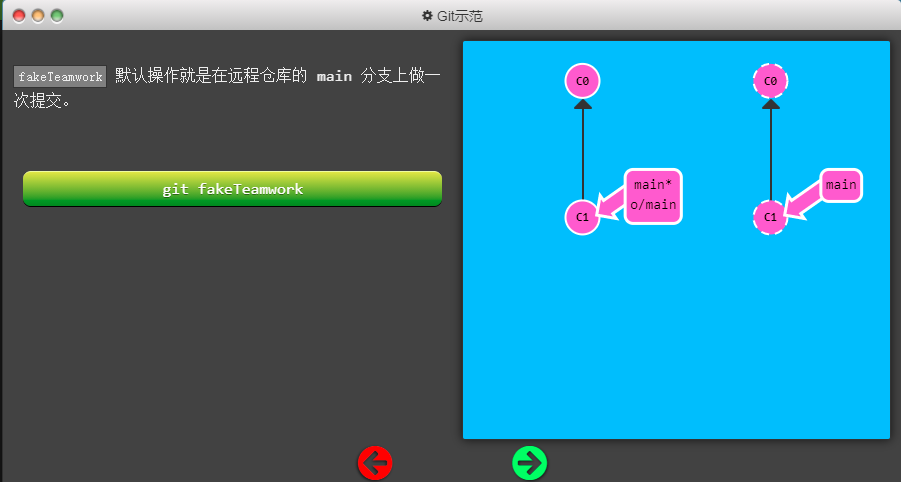 Git示范
fakeTeamwork 默认操作就是在远程仓库的 main 分支上做一
次提交。
git fakeTeamwork
C0
C1
main*
o/main
C0
C1
main